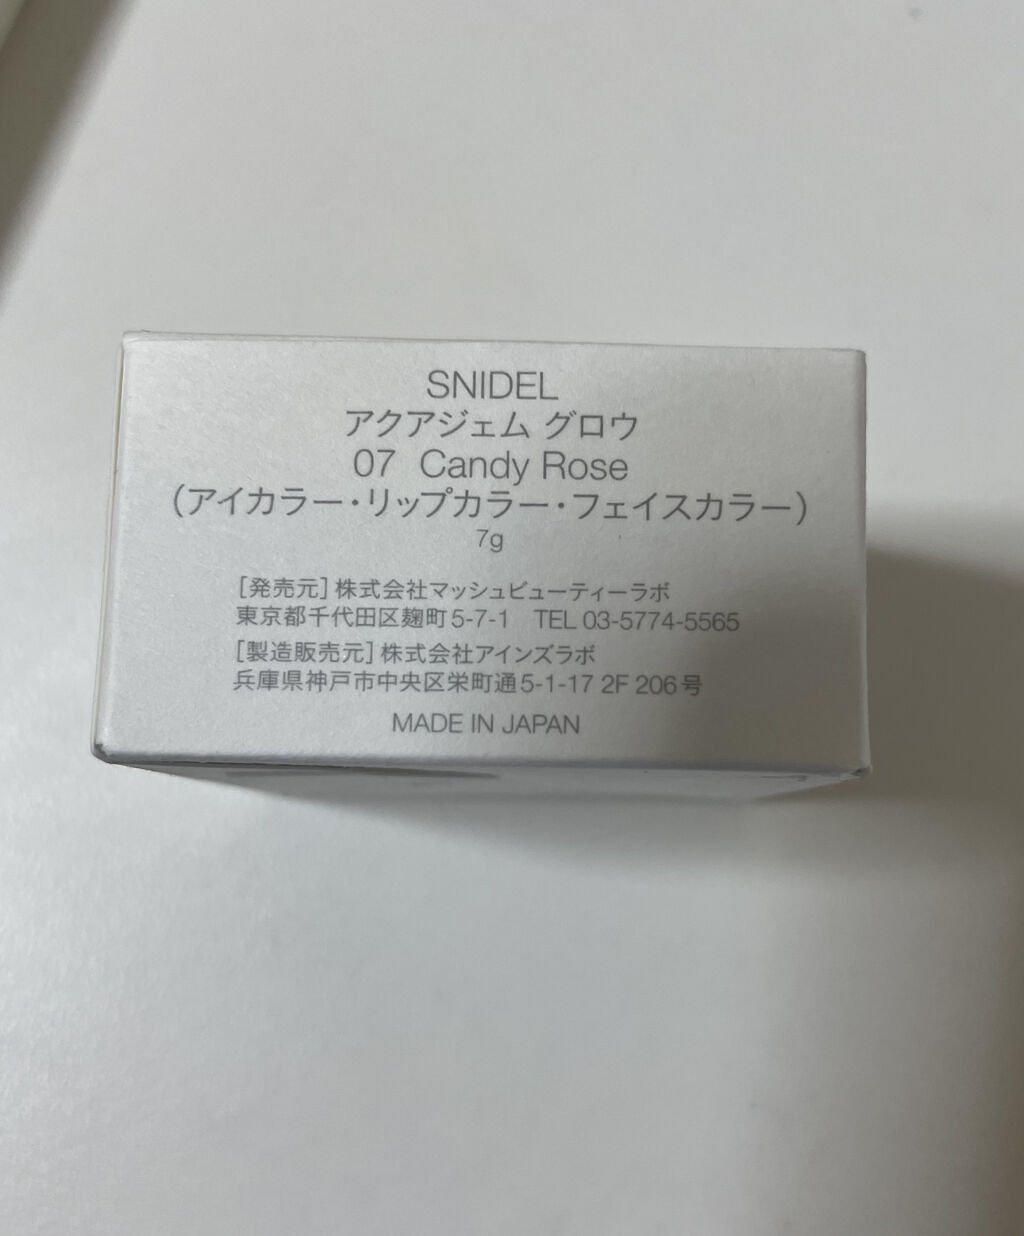 SNIDEL
アクアジェム グロウ
07 Candy Rose
(アイカラー・リップカラー・フェイスカラー)
7g
[発売元] 株式会社マッシュビューティーラボ
東京都千代田区麹町5-7-1 TEL 03-5774-5565
[製造販売元] 株式会社アインズラボ
兵庫県神戸市中央区栄町通5-1-17 2F 206号
MADE IN JAPAN